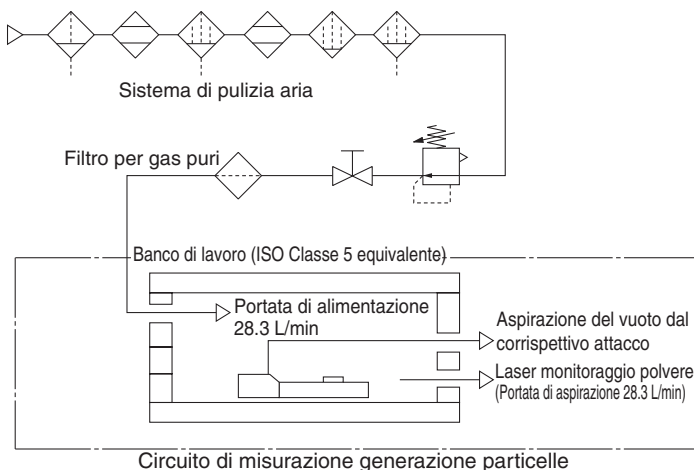 Sistema di pulizia aria
Filtro per gas puri
Banco di lavoro (ISO Classe 5 equivalente)
Portata di alimentazione
28.3 L/min
Aspirazione del vuoto dal
corrispettivo attacco
Laser monitoraggio polvere
(Portata di aspirazione 28.3 L/min)
Circuito di misurazione generazione particelle